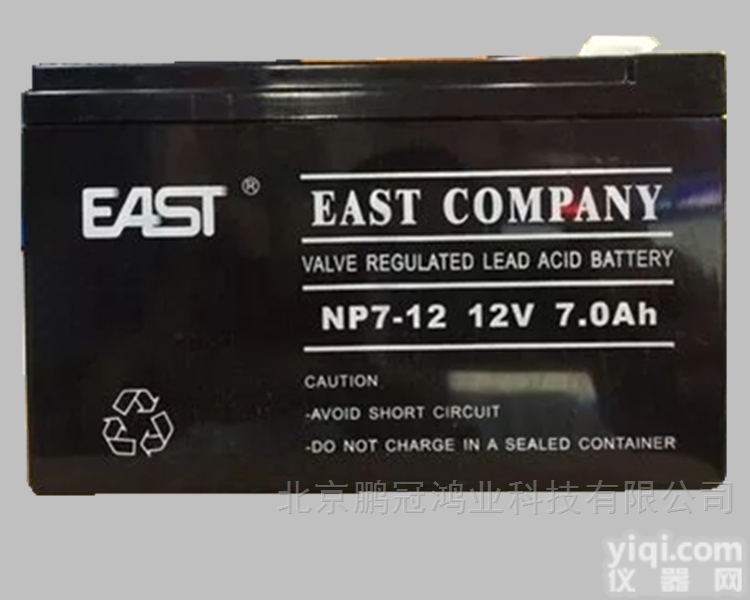 EAST®
EAST COMPANY
VALVE REGULATED LEAD ACID BATTERY
NP7-12 12V 7.0Ah
CAUTION
-AVOID SHORT CIRCUIT
-DO NOT CHARGE IN A SEALED CONTAINER
北京鹏冠鸿业科技有限公司
yiqi.com
仪器网